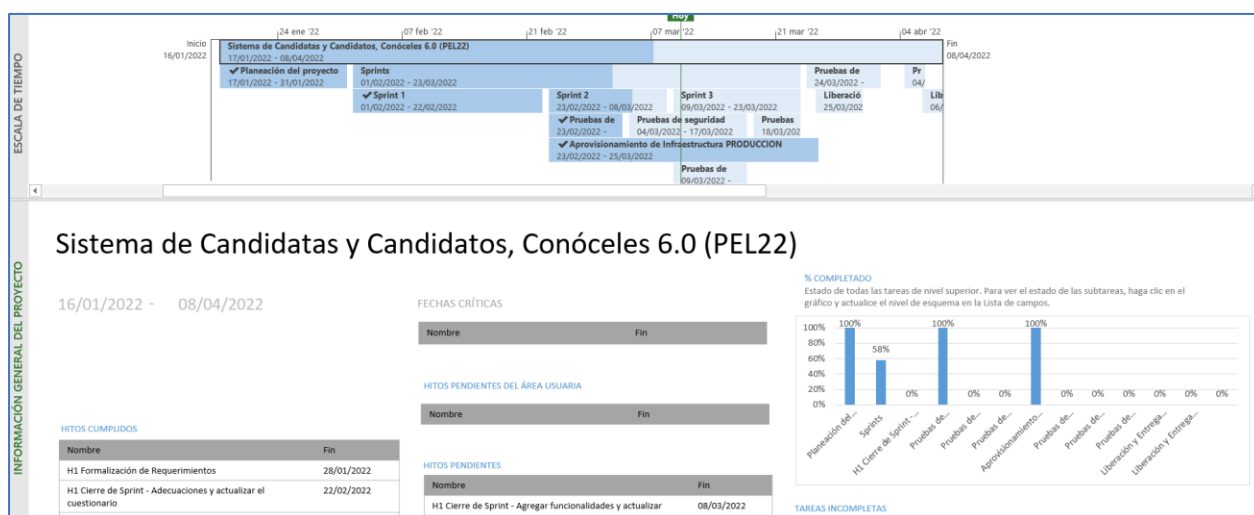 Hoy
24 ene '22
07 feb '22
21 feb '22
07 mar '22
21 mar '22
04 abr '22
Inicio
16/01/2022
Fin
08/04/2022
ESCALA DE TIEMPO
Sistema de Candidatas y Candidatos, Conóceles 6.0 (PEL22)
17/01/2022 - 08/04/2022
✔ Planeación del proyecto
17/01/2022 - 31/01/2022
Sprints
01/02/2022 - 23/03/2022
Pruebas de
24/03/2022 -
Pr
04/
✔ Sprint 1
01/02/2022 - 22/02/2022
Sprint 2
23/02/2022 - 08/03/2022
Sprint 3
09/03/2022 - 23/03/2022
Liberació
25/03/202
Lib
06/
✔ Pruebas de
23/02/2022 -
Pruebas de seguridad
04/03/2022 - 17/03/2022
Pruebas
18/03/202
✔ Aprovisionamiento de Infraestructura PRODUCCION
23/02/2022 - 25/03/2022
Pruebas de
09/03/2022 -
INFORMACIÓN GENERAL DEL PROYECTO
Sistema de Candidatas y Candidatos, Conóceles 6.0 (PEL22)
16/01/2022 - 08/04/2022
HITOS CUMPLIDOS
Nombre Fin
H1 Formalización de Requerimientos 28/01/2022
H1 Cierre de Sprint - Adecuaciones y actualizar el 22/02/2022
cuestionario
FECHAS CRÍTICAS
Nombre Fin
HITOS PENDIENTES DEL ÁREA USUARIA
Nombre Fin
HITOS PENDIENTES
Nombre Fin
H1 Cierre de Sprint - Agregar funcionalidades y actualizar 08/03/2022
% COMPLETADO
Estado de todas las tareas de nivel superior. Para ver el estado de las subtareas, haga clic en el
gráfico y actualice el nivel de esquema en la Lista de campos.
100%
80%
60%
40%
20%
0%
100%
58%
0%
100%
0%
0%
100%
0%
0%
0%
0%
0%
Planeación del...
Sprints
H1 Cierre de Sprint -...
Pruebas de...
Pruebas de...
Pruebas de...
Aprovisionamiento...
Pruebas de...
Pruebas de...
Pruebas de...
Liberación y Entrega...
Liberación y Entrega...
TAREAS INCOMPLETAS